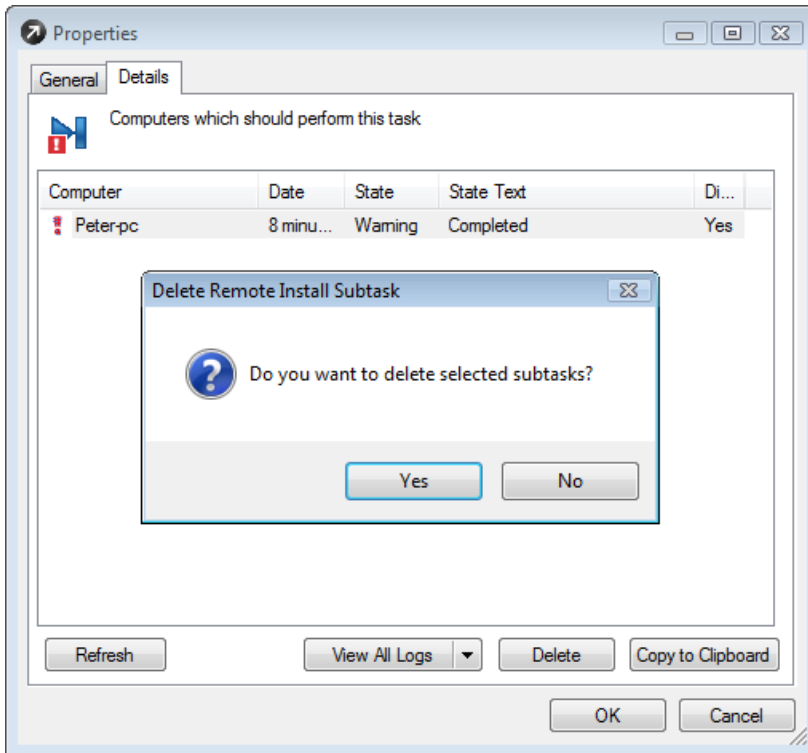 Properties
General Details
Computers which should perform this task
Computer Date State State Text Di...
Peter-pc 8 minu... Warning Completed Yes
Delete Remote Install Subtask
Do you want to delete selected subtasks?
Yes No
Refresh View All Logs Delete Copy to Clipboard
OK Cancel